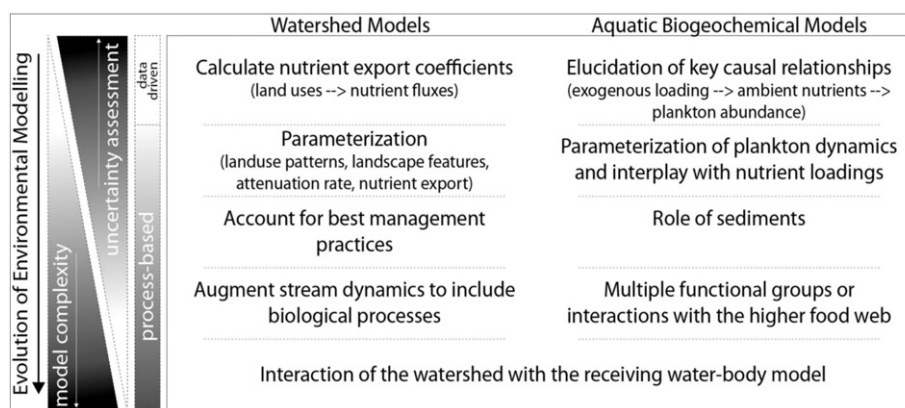 Watershed Models
Aquatic Biogeochemical Models
Evolution of Environmental Modelling
model complexity
uncertainty assessment
data
driven
process-based
Calculate nutrient export coefficients
(land uses --> nutrient fluxes)
Elucidation of key causal relationships
(exogenous loading --> ambient nutrients -->
plankton abundance)
Parameterization
(landuse patterns, landscape features,
attenuation rate, nutrient export)
Parameterization of plankton dynamics
and interplay with nutrient loadings
Account for best management
practices
Role of sediments
Augment stream dynamics to include
biological processes
Multiple functional groups or
interactions with the higher food web
Interaction of the watershed with the receiving water-body model